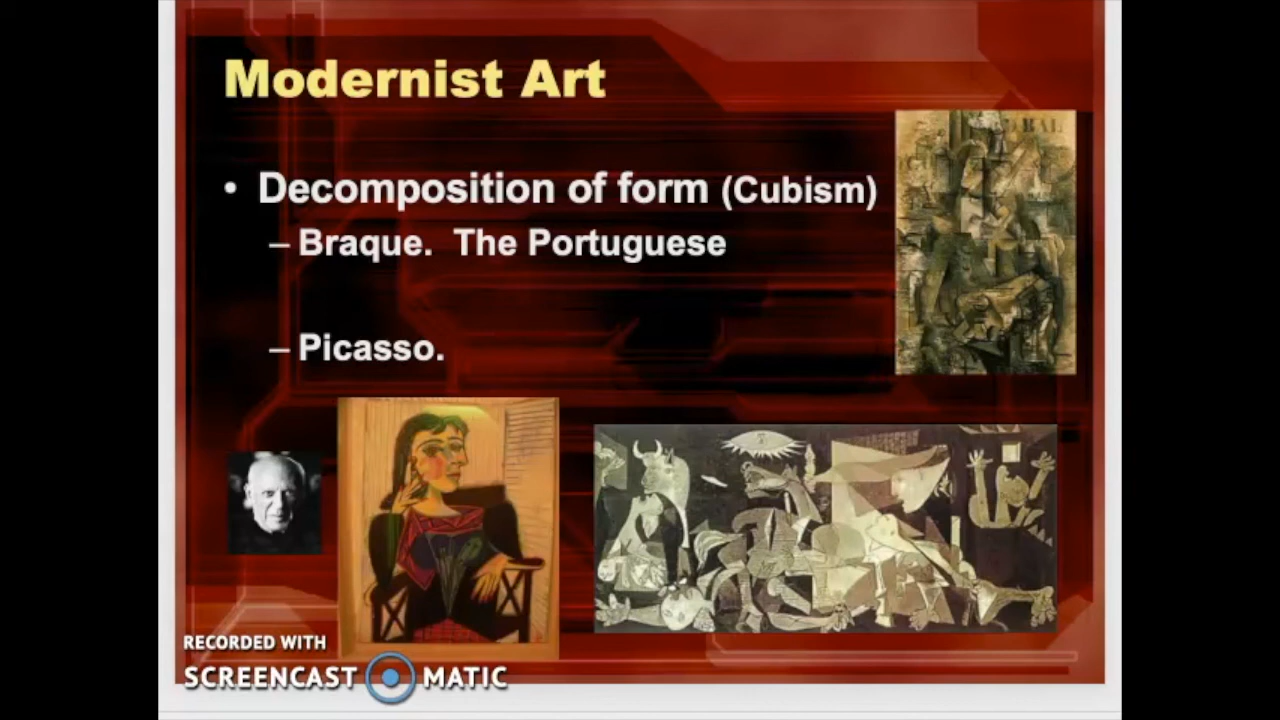 Modernist Art
• Decomposition of form (Cubism)
– Braque.  The Portuguese
– Picasso.
RECORDED WITH
SCREENCAST MATIC